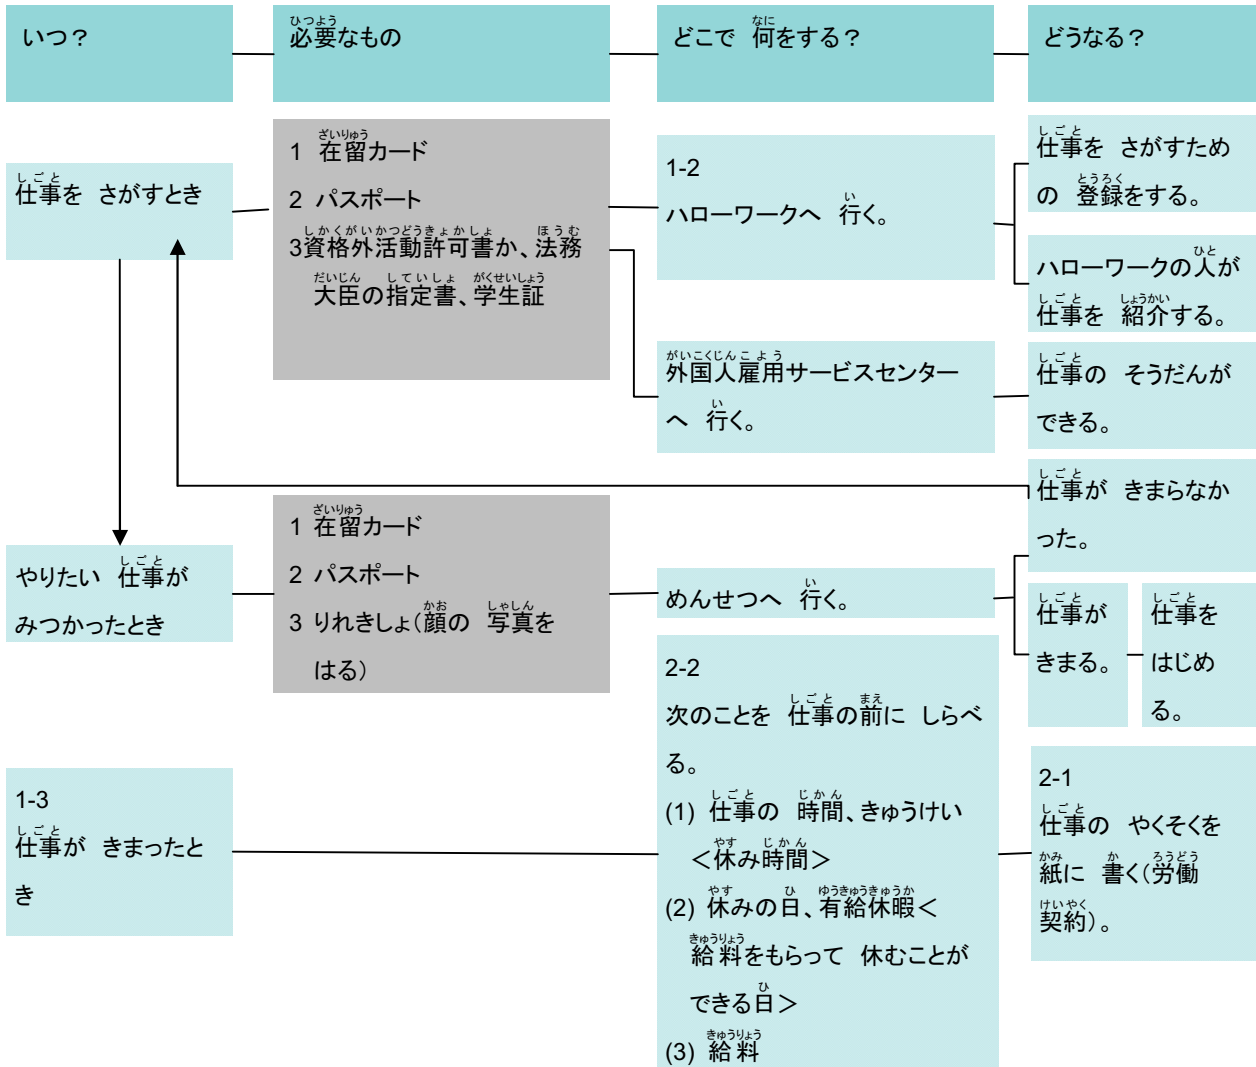 いつ？
必要なもの
どこで 何をする？
どうなる？
仕事を さがすとき
1 在留カード
2 パスポート
3資格外活動許可書か、法務
大臣の指定書、学生証
1-2
ハローワークへ 行く。
仕事を さがすため
の 登録をする。
ハローワークの人が
仕事を 紹介する。
外国人雇用サービスセンター
へ 行く。
仕事の そうだんが
できる。
やりたい 仕事が
みつかったとき
1 在留カード
2 パスポート
3 りれきしょ（顔の 写真を
はる）
めんせつへ 行く。
仕事が きまらなか
った。
仕事が
きまる。
仕事を
はじめ
る。
1-3
仕事が きまったと
き
2-2
次のことを 仕事の前に しらべ
る。
(1) 仕事の 時間、きゅうけい
＜休み時間＞
(2) 休みの日、有給休暇＜
給料をもらって 休むことが
できる日＞
(3) 給料
2-1
仕事の やくそくを
紙に 書く（労働
契約）。